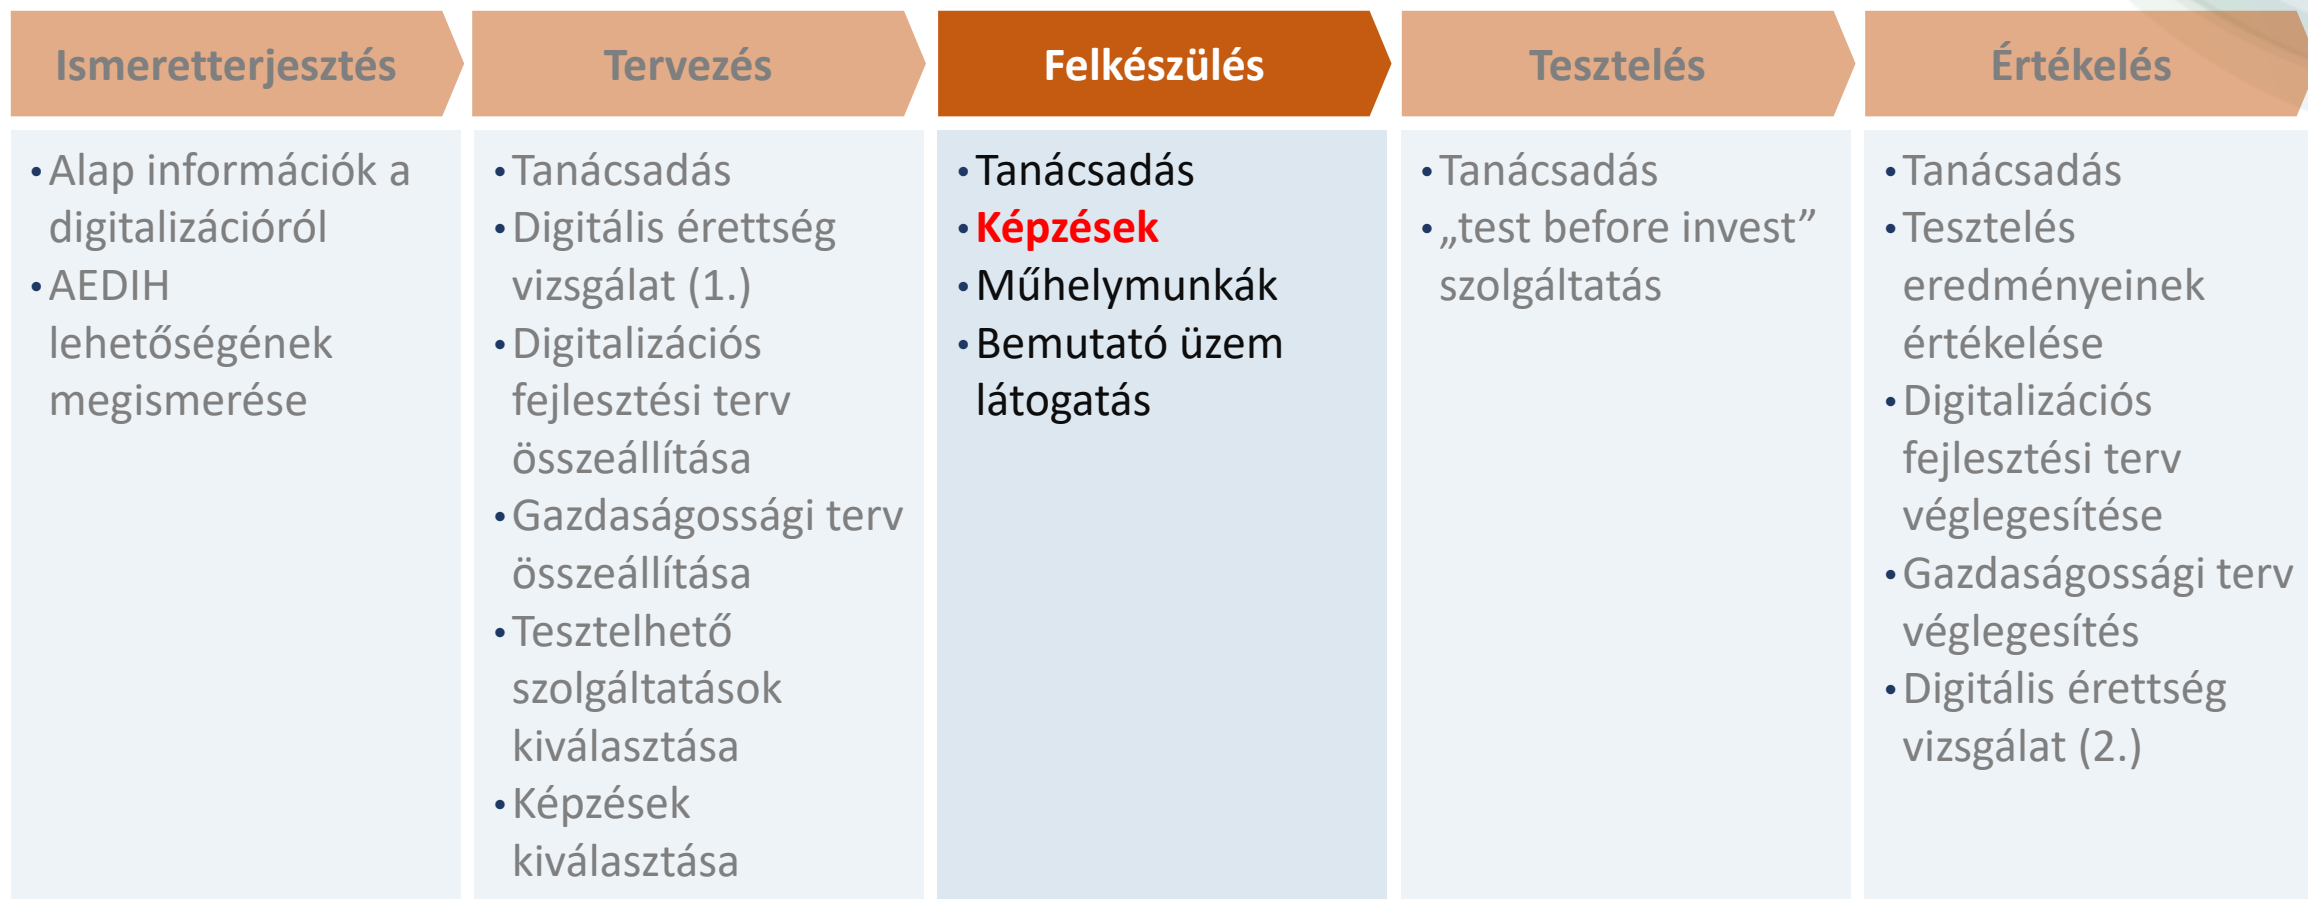 Ismeretterjesztés
• Alap információk a
digitalizációról
• AEDIH
lehetőségének
megismerése
Tervezés
• Tanácsadás
• Digitális érettség
vizsgálat (1.)
• Digitalizációs
fejlesztési terv
összeállítása
• Gazdaságossági terv
összeállítása
• Tesztelhető
szolgáltatások
kiválasztása
• Képzések
kiválasztása
Felkészülés
• Tanácsadás
• Képzések
• Műhelymunkák
• Bemutató üzem
látogatás
Tesztelés
• Tanácsadás
• „test before invest”
szolgáltatás
Értékelés
• Tanácsadás
• Tesztelés
eredményeinek
értékelése
• Digitalizációs
fejlesztési terv
véglegesítése
• Gazdaságossági terv
véglegesítés
• Digitális érettség
vizsgálat (2.)